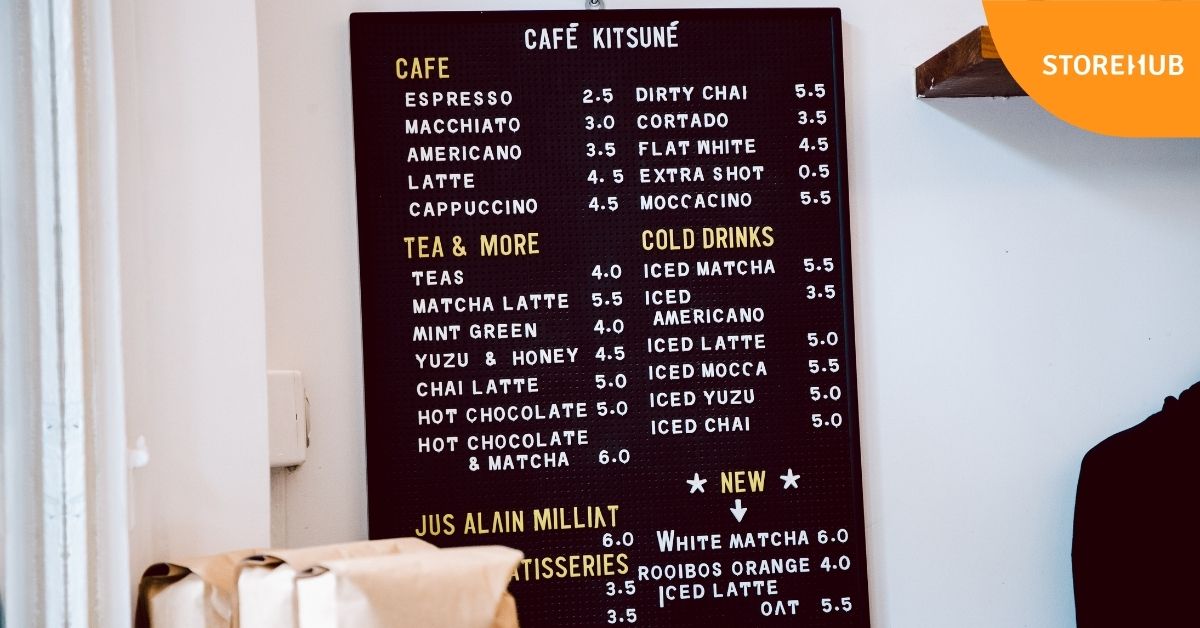 STOREHUB
CAFÉ KITSUNÉ
CAFE
ESPRESSO 2.5
MACCHIATO 3.0
AMERICANO 3.5
LATTE 4.5
CAPPUCCINO 4.5
DIRTY CHAI 5.5
CORTADO 3.5
FLAT WHITE 4.5
EXTRA SHOT 0.5
MOCCACINO 5.5
TEA & MORE
TEAS 4.0
MATCHA LATTE 5.5
MINT GREEN 4.0
YUZU & HONEY 4.5
CHAI LATTE 5.0
HOT CHOCOLATE 5.0
HOT CHOCOLATE
& MATCHA 6.0
COLD DRINKS
ICED MATCHA 5.5
ICED 3.5
AMERICANO
ICED LATTE 5.0
ICED MOCCA 5.5
ICED YUZU 5.0
ICED CHAI 5.0
JUS ALAIN MILLIAT
6.0
ATISSERIES
3.5
3.5
NEW
WHITE MATCHA 6.0
ROOIBOS ORANGE 4.0
ICED LATTE
OAT 5.5